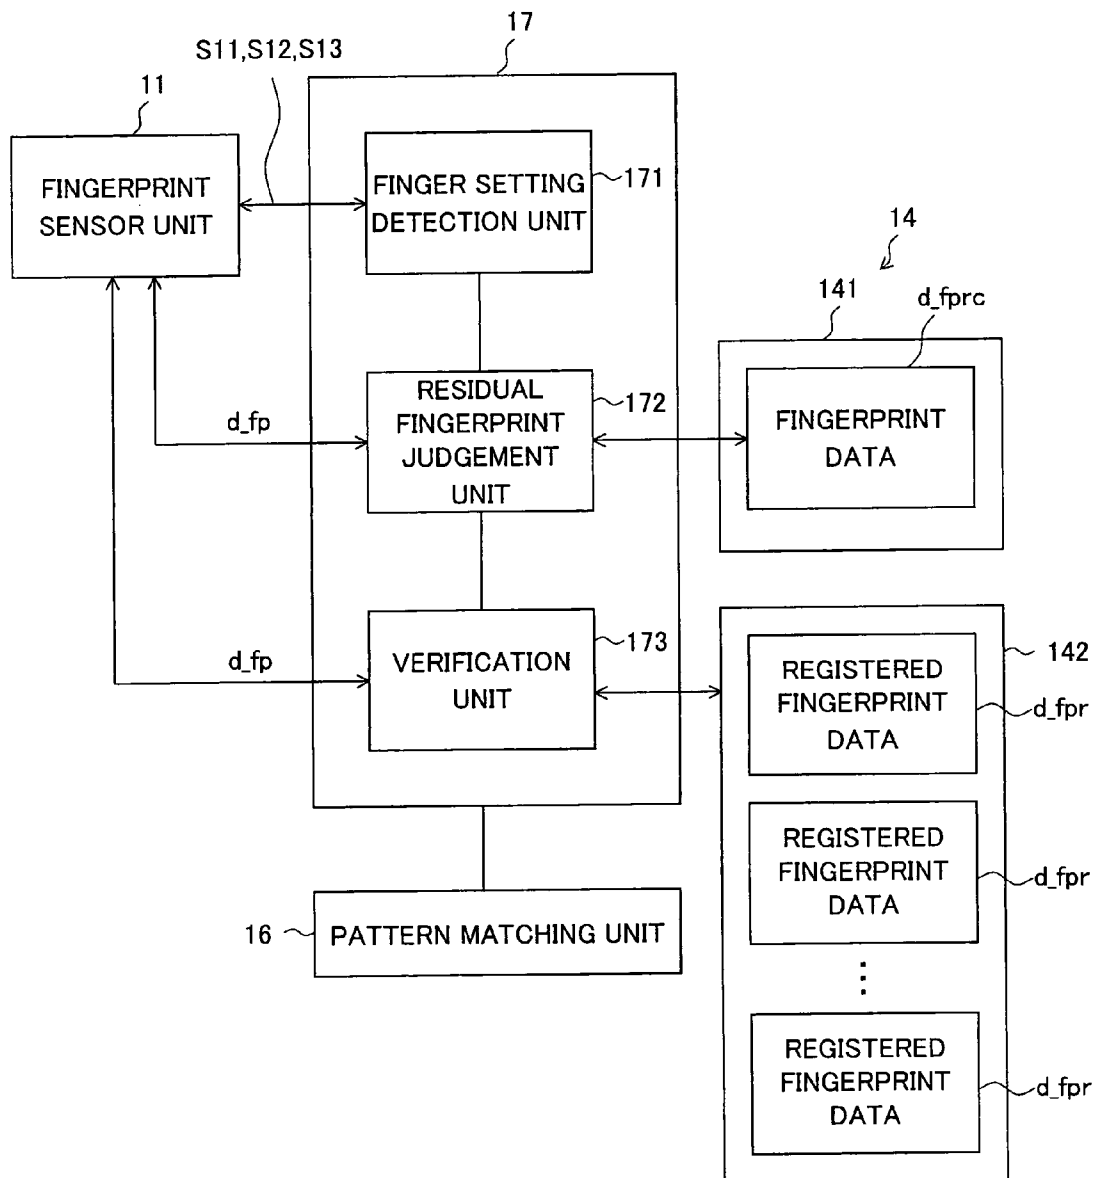 17
S11,S12,S13
11
FINGERPRINT
SENSOR UNIT
FINGER SETTING
DETECTION UNIT
171
14
141
d_fprc
RESIDUAL
FINGERPRINT
JUDGEMENT
UNIT
172
d_fp
FINGERPRINT
DATA
VERIFICATION
UNIT
173
d_fp
142
REGISTERED
FINGERPRINT
DATA
d_fpr
REGISTERED
FINGERPRINT
DATA
d_fpr
16
PATTERN MATCHING UNIT
REGISTERED
FINGERPRINT
DATA
d_fpr